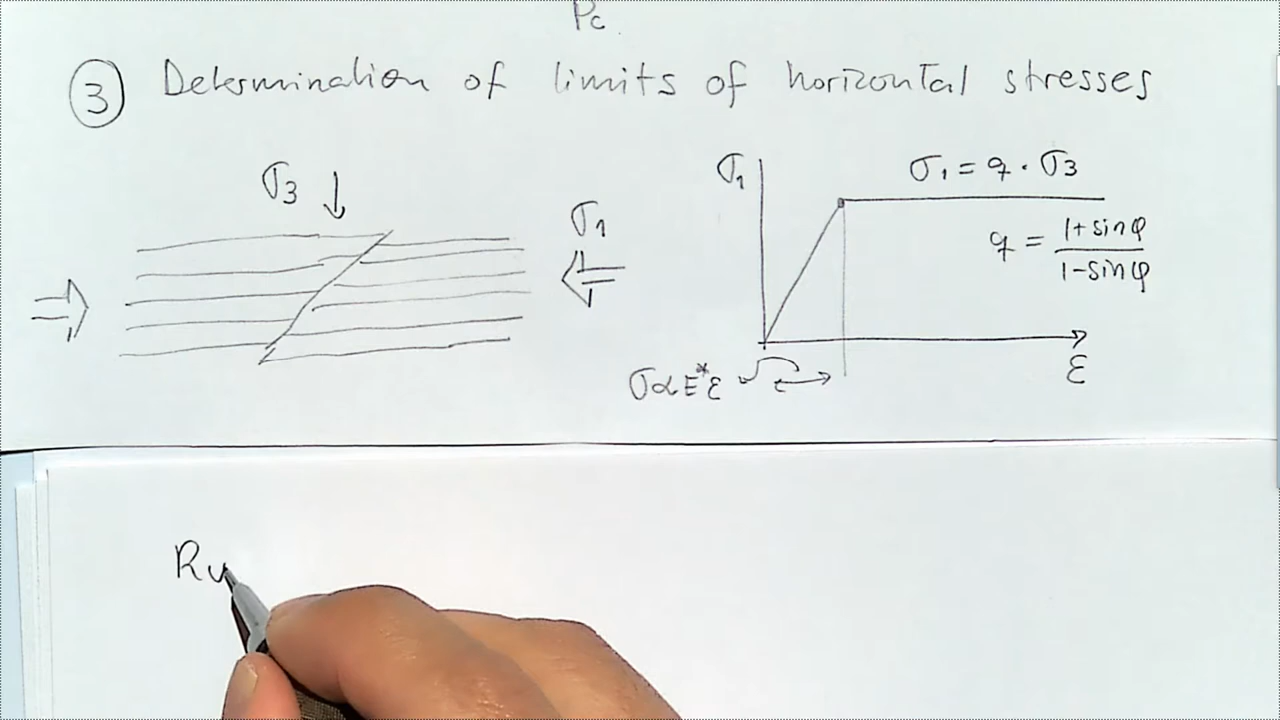 Pc
③ Determination of limits of horizontal stresses
σ3
σ1
σ1
σ1 = q · σ3
q = 1+sinφ / 1-sinφ
σ∝E*ε
ε
Ru